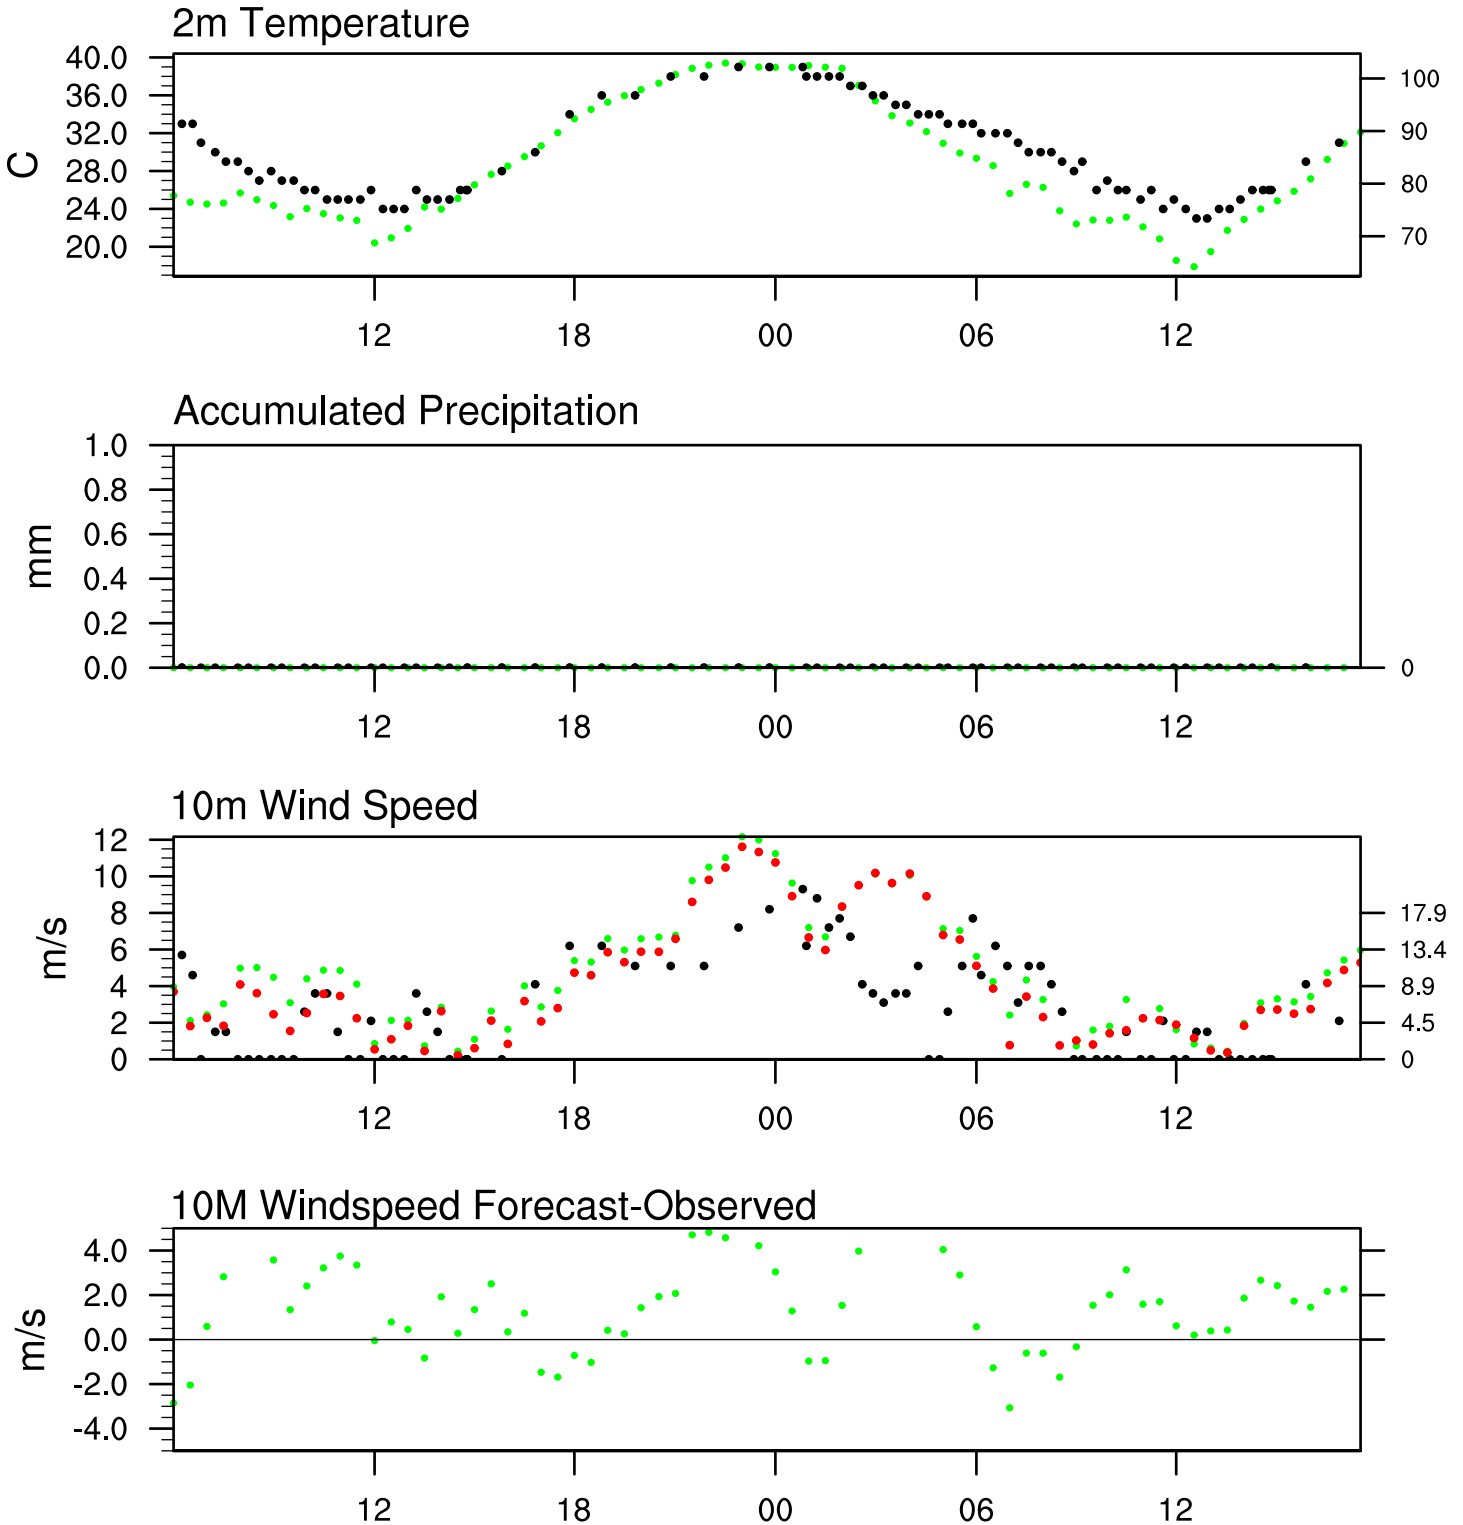 2m Temperature
40.0
36.0
32.0
28.0
24.0
20.0
C
100
90
80
70
12 18 00 06 12
Accumulated Precipitation
1.0
0.8
0.6
0.4
0.2
0.0
mm
0
12 18 00 06 12
10m Wind Speed
12
10
8
6
4
2
0
m/s
17.9
13.4
8.9
4.5
0
12 18 00 06 12
10M Windspeed Forecast-Observed
4.0
2.0
0.0
-2.0
-4.0
m/s
12 18 00 06 12